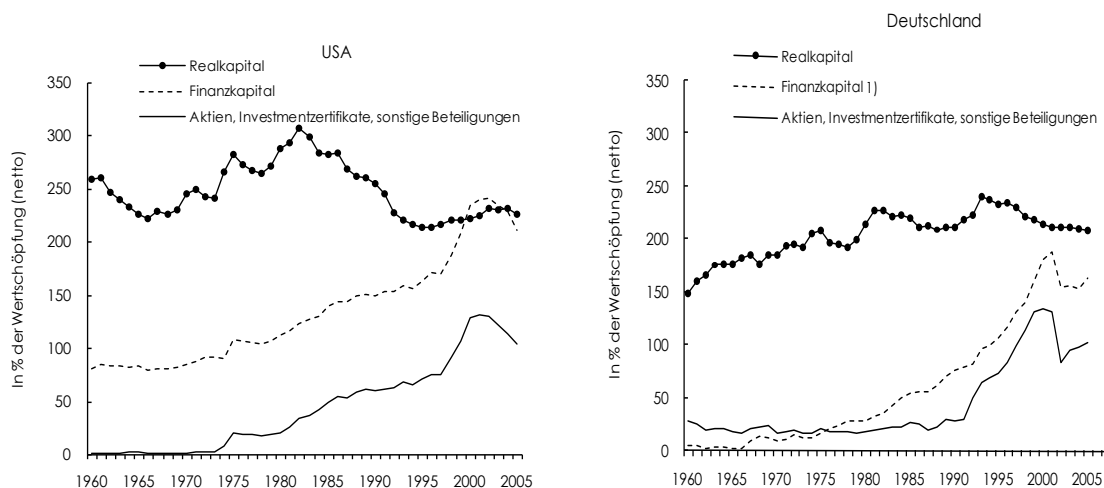 USA
Realkapital
Finanzkapital
Aktien, Investmentzertifikate, sonstige Beteiligungen
In % der Wertschöpfung (netto)
350
300
250
200
150
100
50
0
1960 1965 1970 1975 1980 1985 1990 1995 2000 2005
Deutschland
Realkapital
Finanzkapital 1)
Aktien, Investmentzertifikate, sonstige Beteiligungen
In % der Wertschöpfung (netto)
350
300
250
200
150
100
50
0
1960 1965 1970 1975 1980 1985 1990 1995 2000 2005